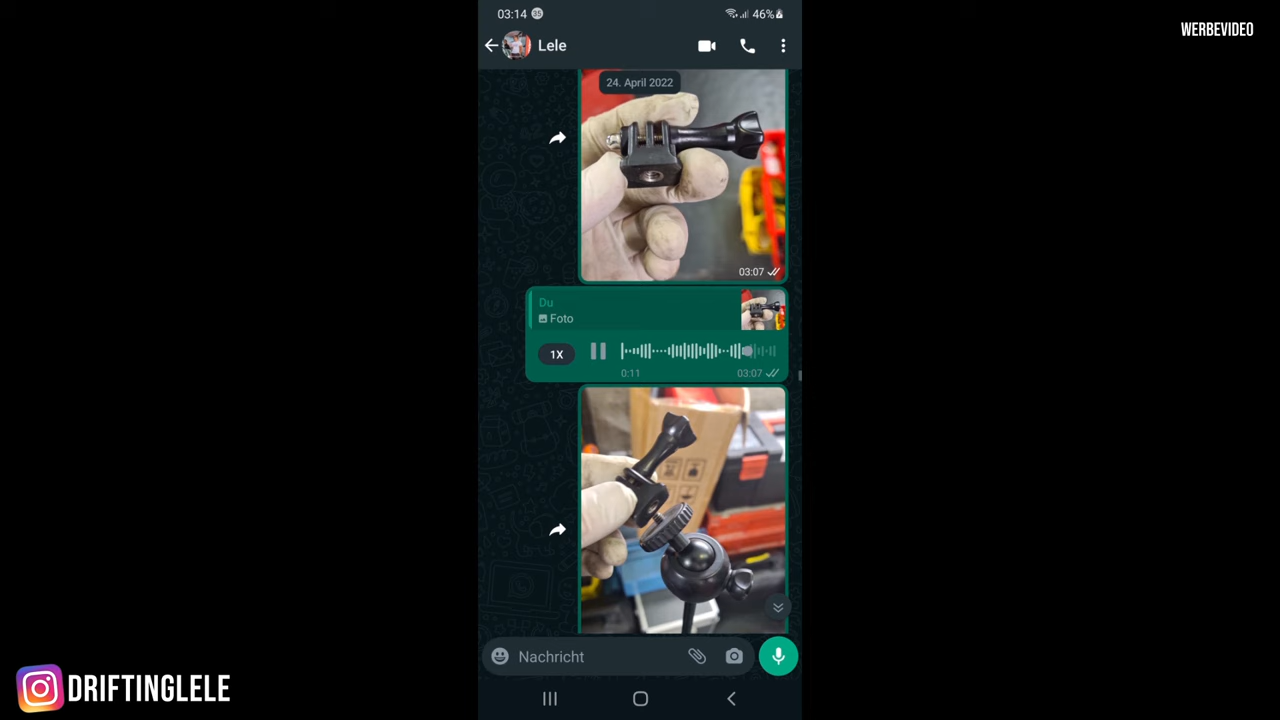 03:14 35 46%
WERBEVIDEO
Lele
24. April 2022
03:07
Du
Foto
1X
0:11 03:07
Nachricht
DRIFTINGLELE